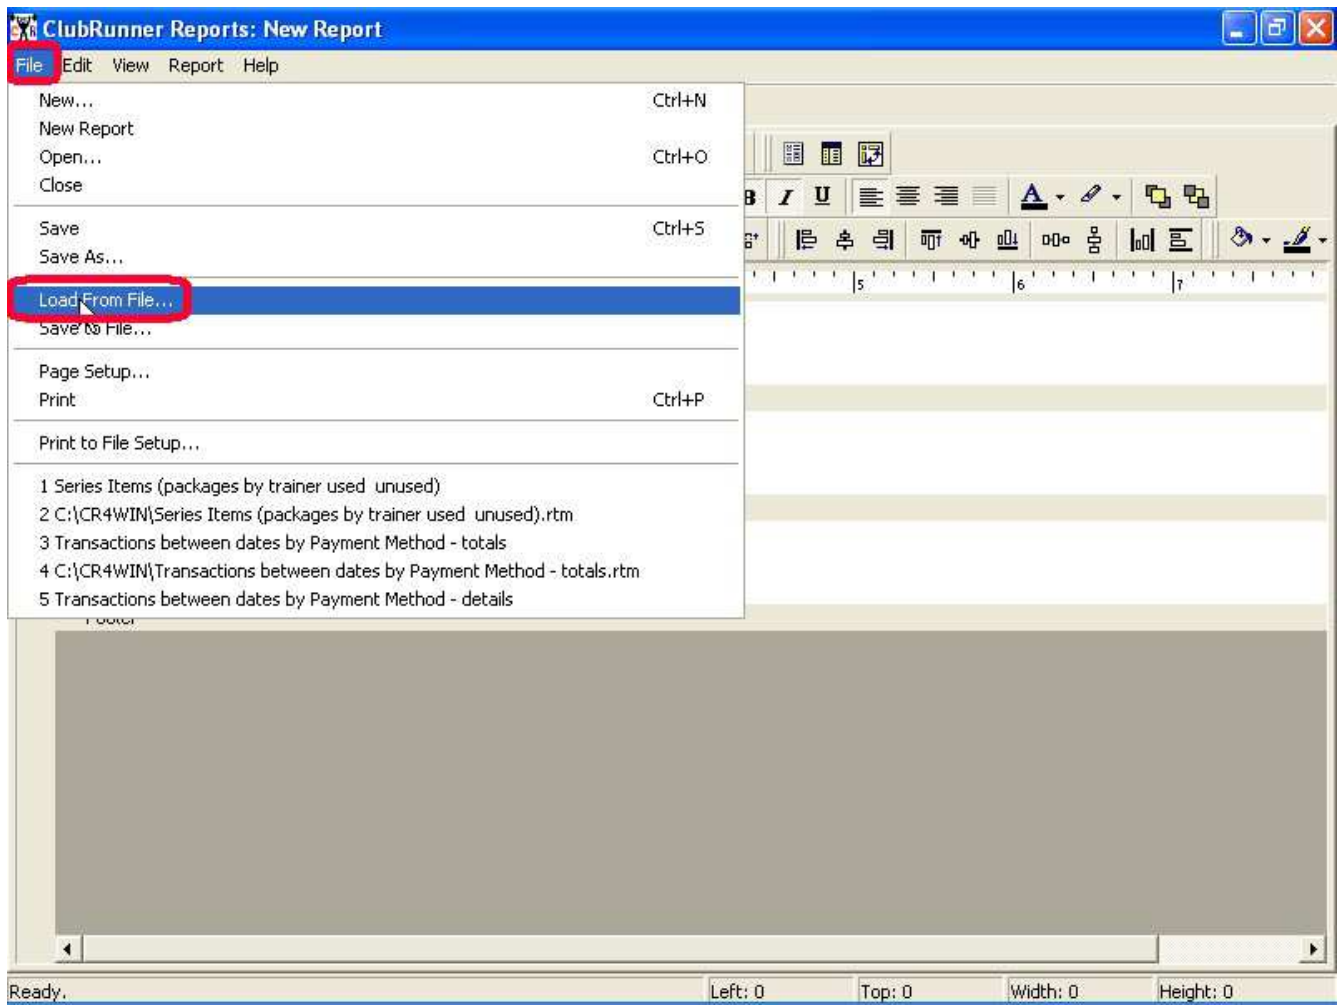 ClubRunner Reports: New Report
File Edit View Report Help
New... Ctrl+N
New Report
Open... Ctrl+O
Close
B I U A
Save Ctrl+S
Save As...
5 6 7
Load From File...
Save to File...
Page Setup...
Print Ctrl+P
Print to File Setup...
1 Series Items (packages by trainer used unused)
2 C:\CR4WIN\Series Items (packages by trainer used unused).rtm
3 Transactions between dates by Payment Method - totals
4 C:\CR4WIN\Transactions between dates by Payment Method - totals.rtm
5 Transactions between dates by Payment Method - details
Footer
Ready. Left: 0 Top: 0 Width: 0 Height: 0